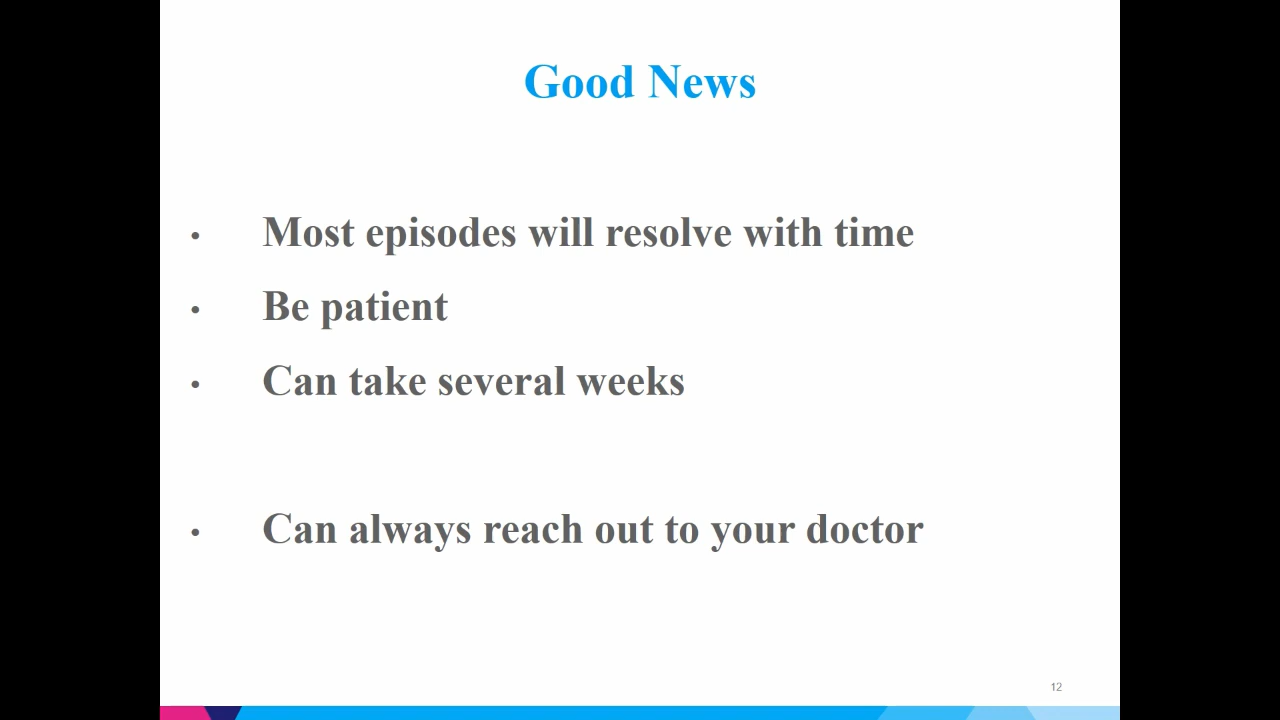 Good News
• Most episodes will resolve with time
• Be patient
• Can take several weeks
• Can always reach out to your doctor
12